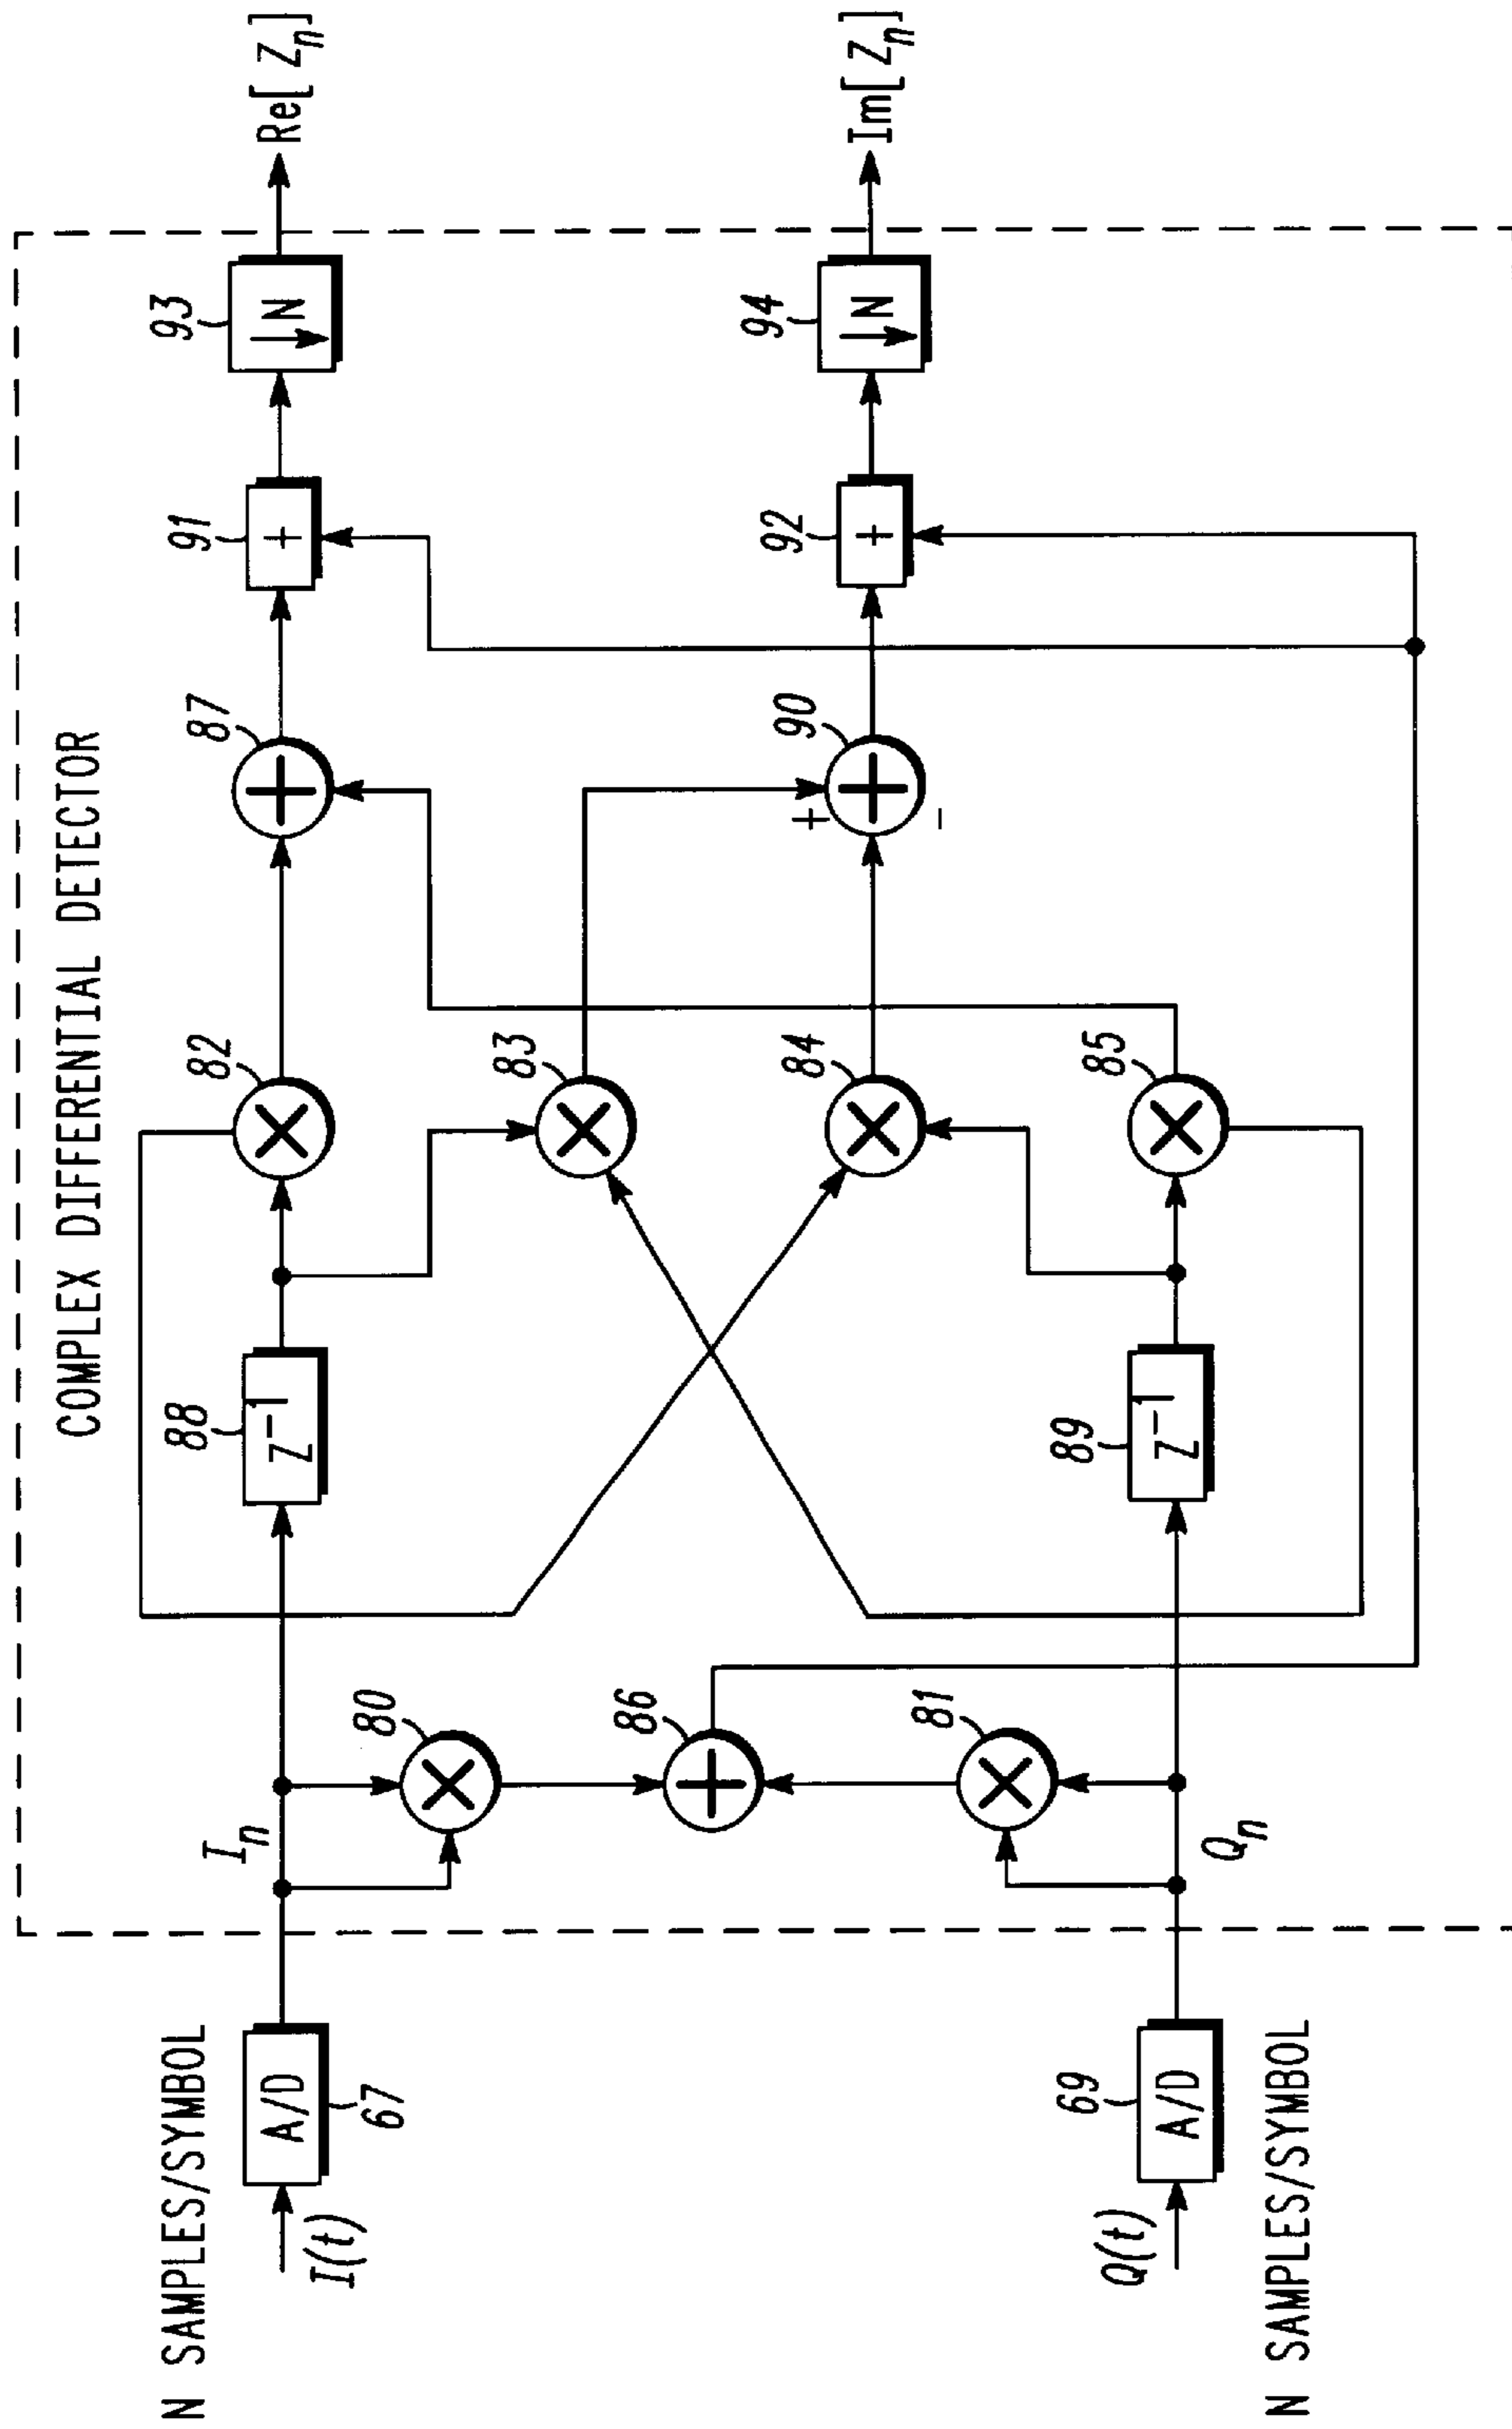 COMPLEX DIFFERENTIAL DETECTOR
N SAMPLES/SYMBOL
I(t)
A/D
67
I_n
80
88
Z^-1
82
87
91
+
93
↓N
Re[Z_n]
86
83
84
90
+
-
92
+
94
↓N
Im[Z_n]
81
89
Z^-1
85
Q_n
69
A/D
Q(t)
N SAMPLES/SYMBOL